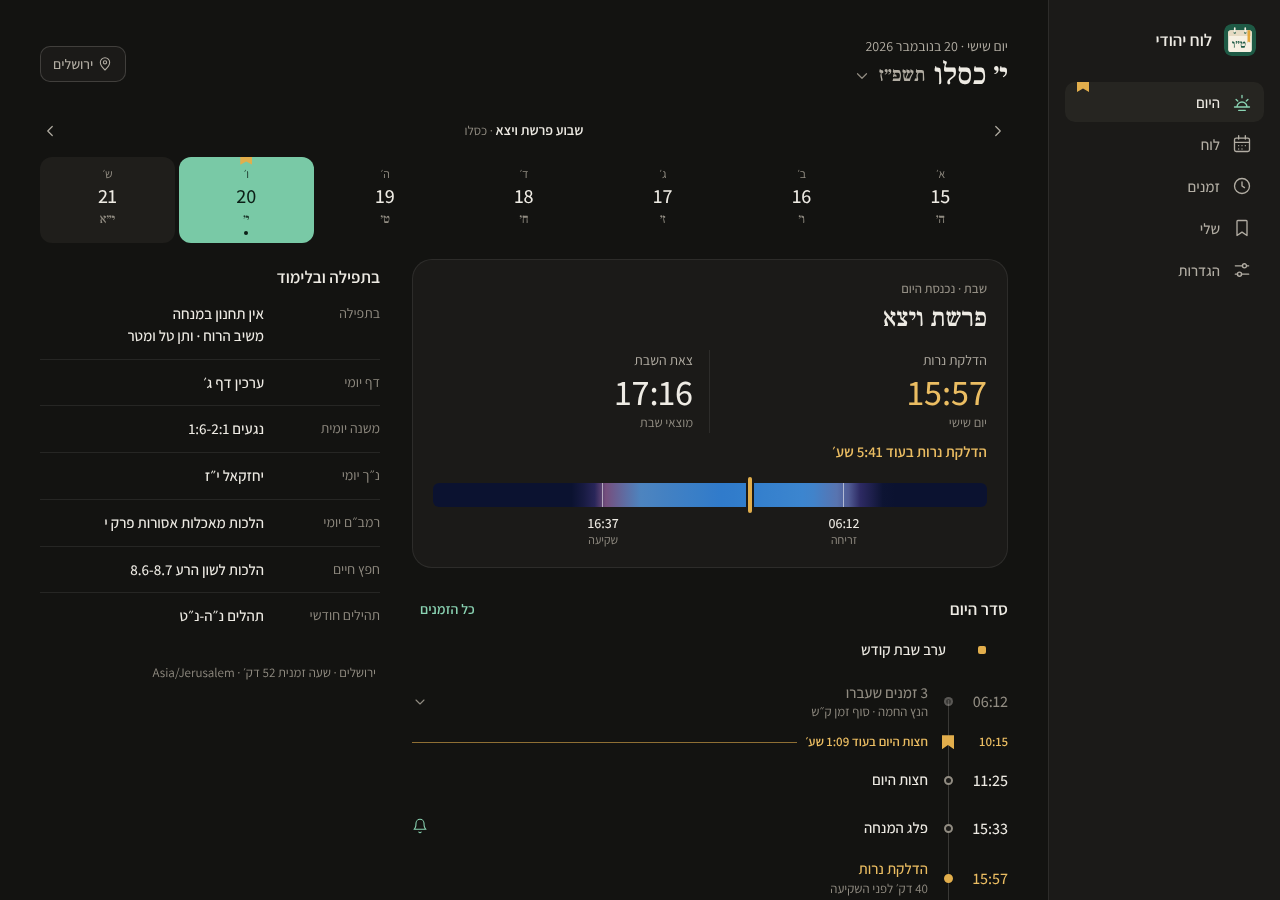 לוח יהודי
היום
לוח
זמנים
שלי
הגדרות
יום שישי · 20 בנובמבר 2026
י׳ כסלו תשפ״ז
ירושלים
שבוע פרשת ויצא · כסלו
א׳
15
ה׳
ב׳
16
ו׳
ג׳
17
ז׳
ד׳
18
ח׳
ה׳
19
ט׳
ו׳
20
י׳
ש׳
21
י״א
שבת · נכנסת היום
פרשת ויצא
הדלקת נרות
15:57
יום שישי
צאת השבת
17:16
מוצאי שבת
הדלקת נרות בעוד 5:41 שע׳
06:12
זריחה
16:37
שקיעה
סדר היום
כל הזמנים
ערב שבת קודש
06:12
3 זמנים שעברו
הנץ החמה · סוף זמן ק״ש
10:15
חצות היום בעוד 1:09 שע׳
11:25
חצות היום
15:33
פלג המנחה
15:57
הדלקת נרות
40 דק׳ לפני השקיעה
בתפילה ובלימוד
בתפילה
אין תחנון במנחה
משיב הרוח · ותן טל ומטר
דף יומי
ערכין דף ג׳
משנה יומית
נגעים 1:6-2:1
נ״ך יומי
יחזקאל י״ז
רמב״ם יומי
הלכות מאכלות אסורות פרק י
חפץ חיים
הלכות לשון הרע 8.6-8.7
תהילים חודשי
תהלים נ״ה-נ״ט
ירושלים · שעה זמנית 52 דק׳ · Asia/Jerusalem